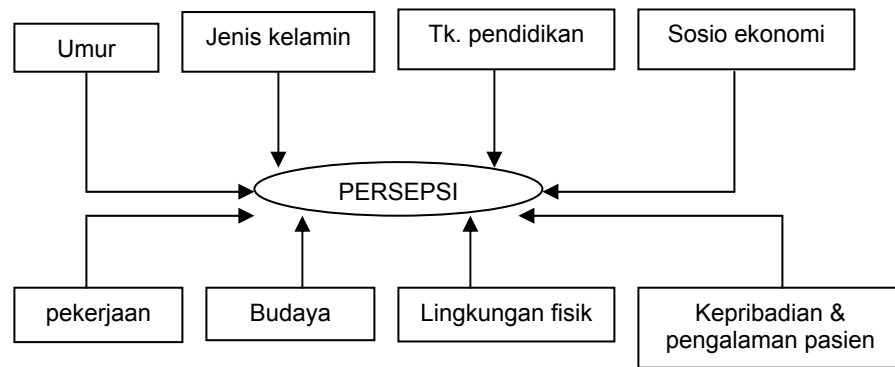 Umur
Jenis kelamin
Tk. pendidikan
Sosio ekonomi
PERSEPSI
pekerjaan
Budaya
Lingkungan fisik
Kepribadian &
pengalaman pasien